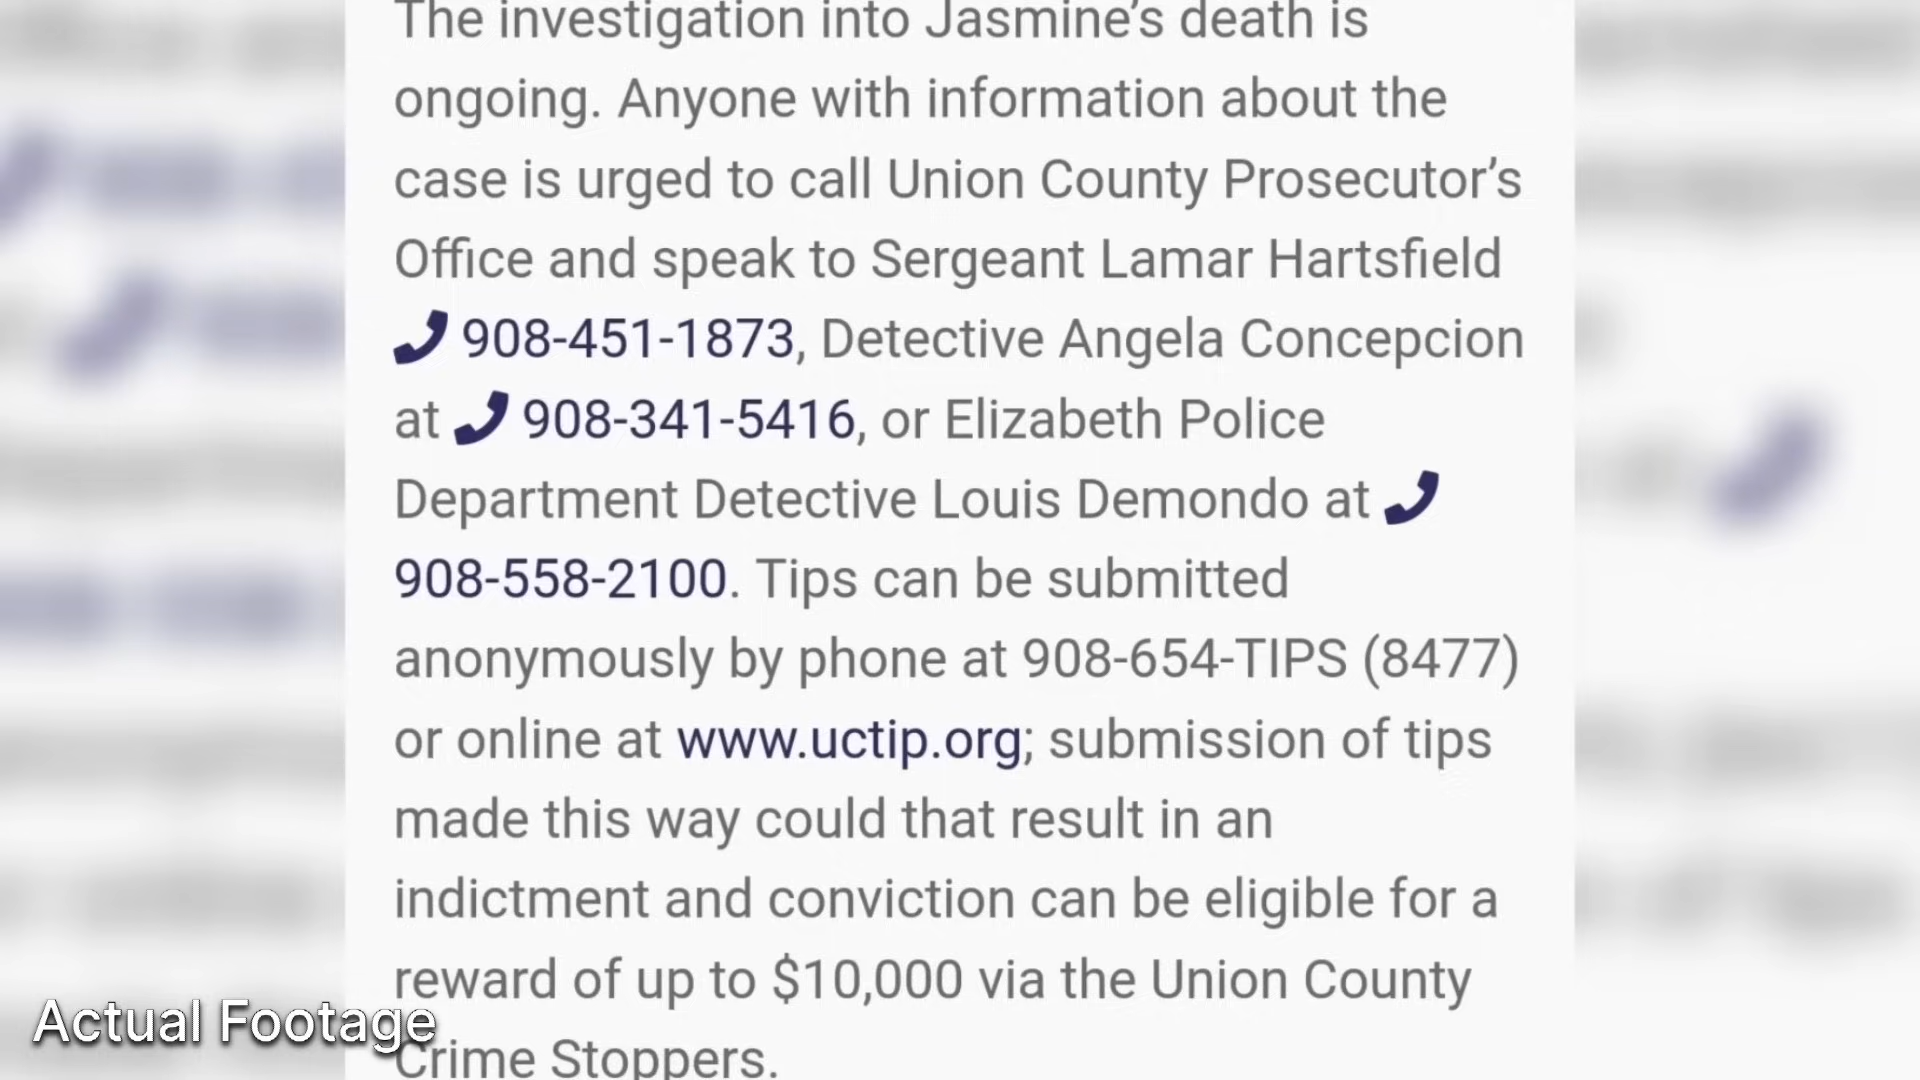 The investigation into Jasmine’s death is
ongoing. Anyone with information about the
case is urged to call Union County Prosecutor’s
Office and speak to Sergeant Lamar Hartsfield
908-451-1873, Detective Angela Concepcion
at 908-341-5416, or Elizabeth Police
Department Detective Louis Demondo at
908-558-2100. Tips can be submitted
anonymously by phone at 908-654-TIPS (8477)
or online at www.uctip.org; submission of tips
made this way could that result in an
indictment and conviction can be eligible for a
reward of up to $10,000 via the Union County
Crime Stoppers.
Actual Footage